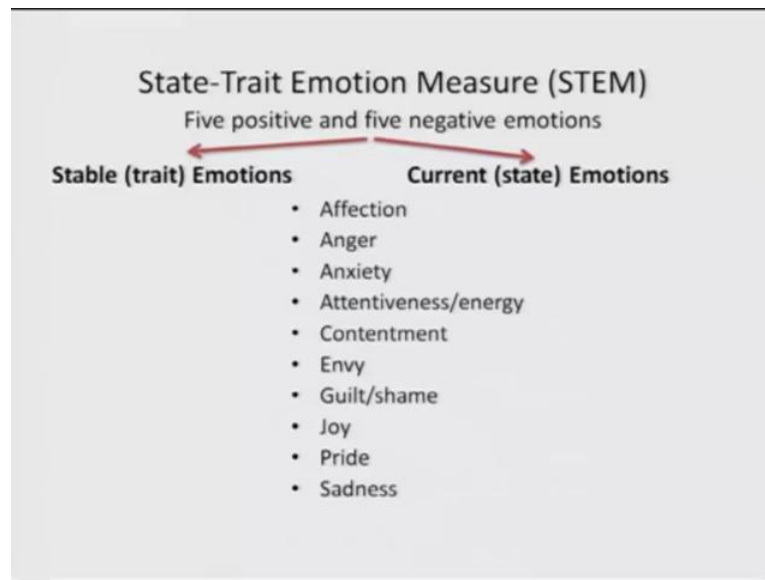 State-Trait Emotion Measure (STEM)
Five positive and five negative emotions
Stable (trait) Emotions
Current (state) Emotions
• Affection
• Anger
• Anxiety
• Attentiveness/energy
• Contentment
• Envy
• Guilt/shame
• Joy
• Pride
• Sadness